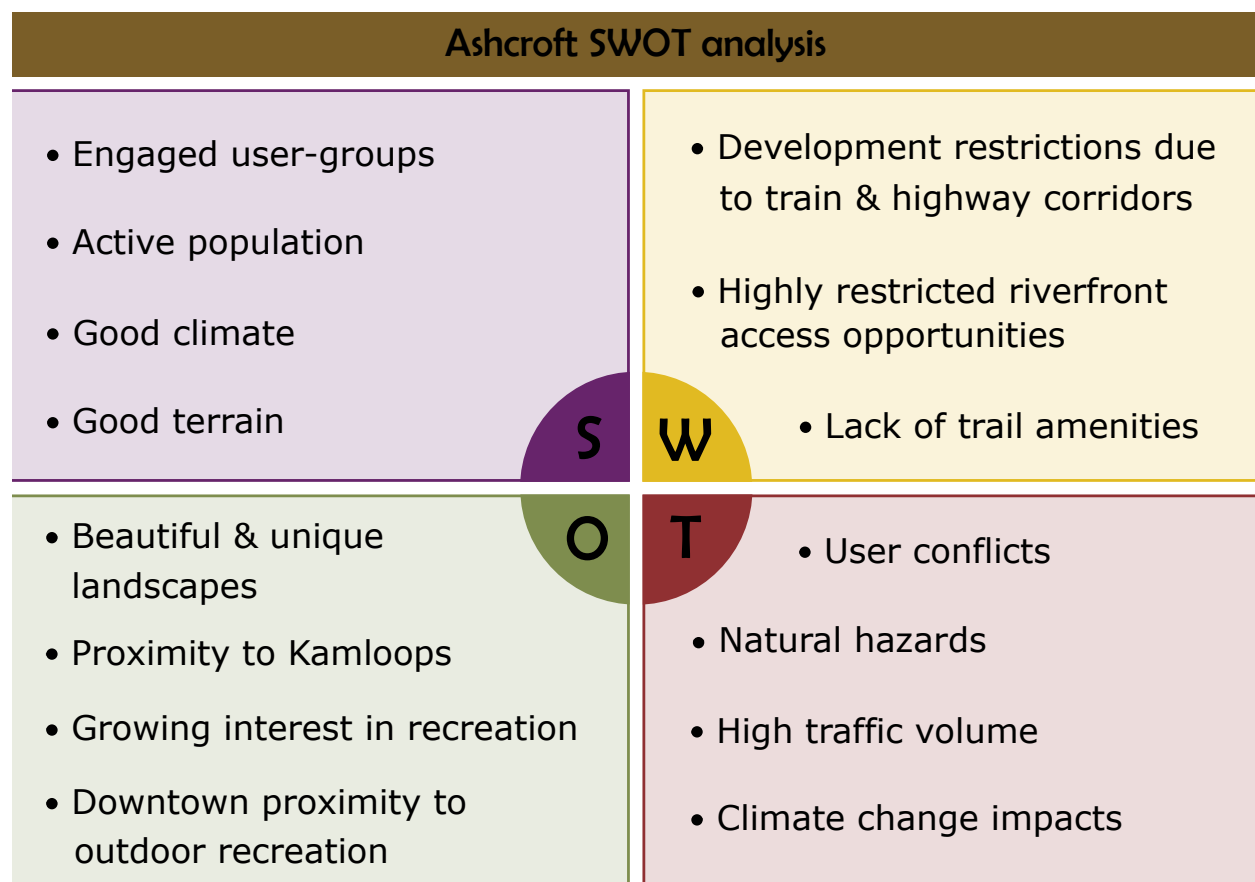 Ashcroft SWOT analysis
• Engaged user-groups
• Active population
• Good climate
• Good terrain
S
• Development restrictions due
to train & highway corridors
• Highly restricted riverfront
access opportunities
• Lack of trail amenities
W
• Beautiful & unique
landscapes
• Proximity to Kamloops
• Growing interest in recreation
• Downtown proximity to
outdoor recreation
O
T
• User conflicts
• Natural hazards
• High traffic volume
• Climate change impacts